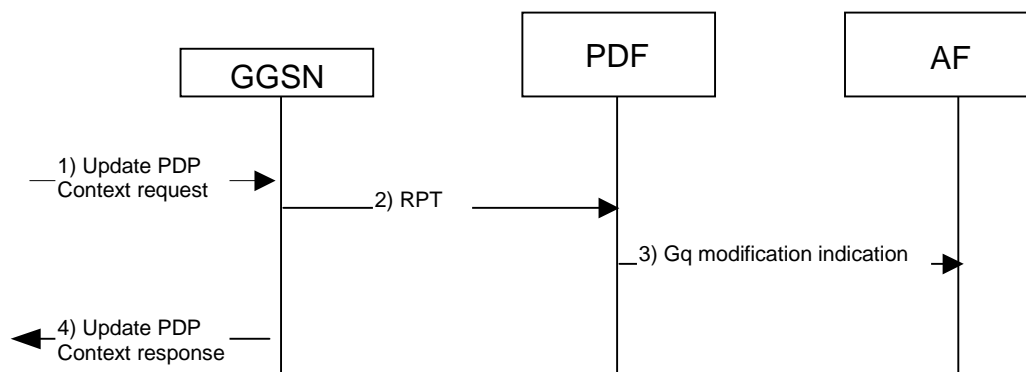 GGSN
PDF
AF
1) Update PDP
Context request
2) RPT
3) Gq modification indication
4) Update PDP
Context response